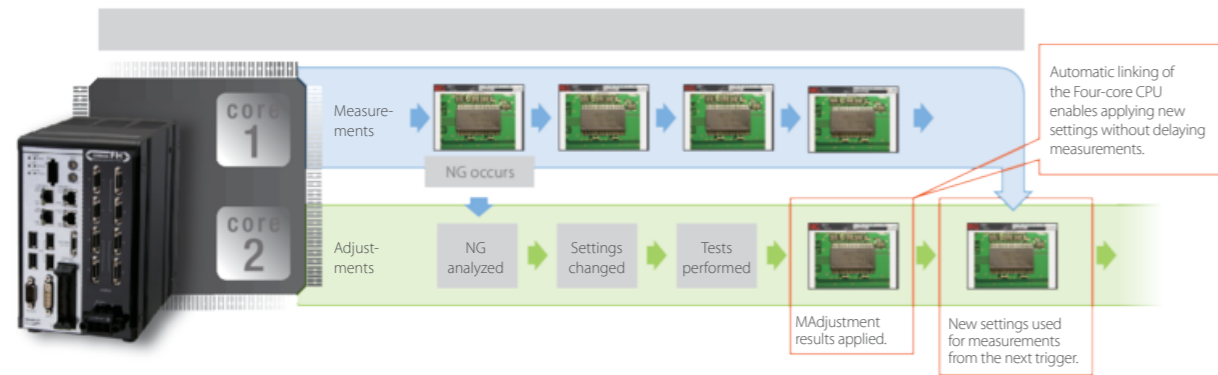 Automatic linking of
the Four-core CPU
enables applying new
settings without delaying
measurements.
core
1
Measure-
ments
NG occurs
core
2
Adjust-
ments
NG
analyzed
Settings
changed
Tests
performed
MAdjustment
results applied.
New settings used
for measurements
from the next trigger.
FH